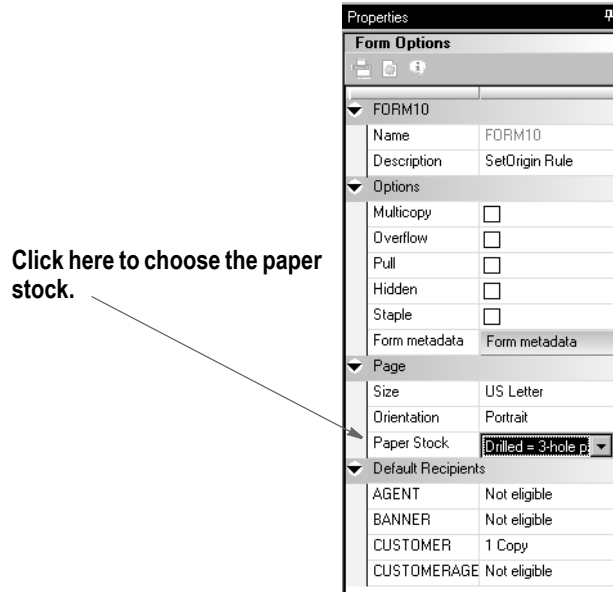 Properties
Form Options
FORM10
Name FORM10
Description SetOrigin Rule
Options
Multicopy
Overflow
Pull
Hidden
Staple
Form metadata Form metadata
Page
Size US Letter
Orientation Portrait
Paper Stock Drilled = 3-hole p
Default Recipients
AGENT Not eligible
BANNER Not eligible
CUSTOMER 1 Copy
CUSTOMERAGE Not eligible
Click here to choose the paper
stock.